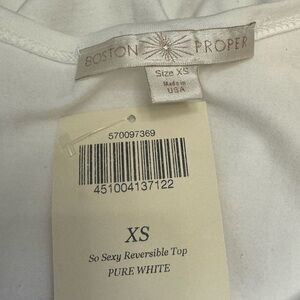 BOSTON PROPER
Size XS
Made in
USA
570097369
451004137122
XS
So Sexy Reversible Top
PURE WHITE